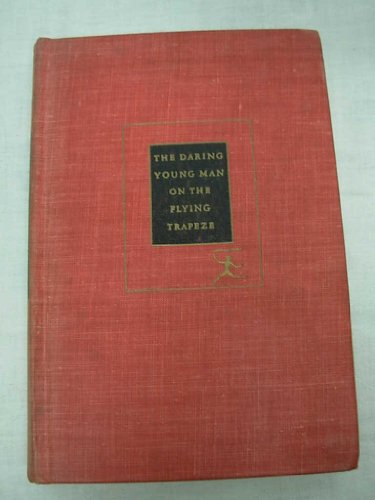 THE DARING
YOUNG MAN
ON THE
FLYING
TRAPEZE